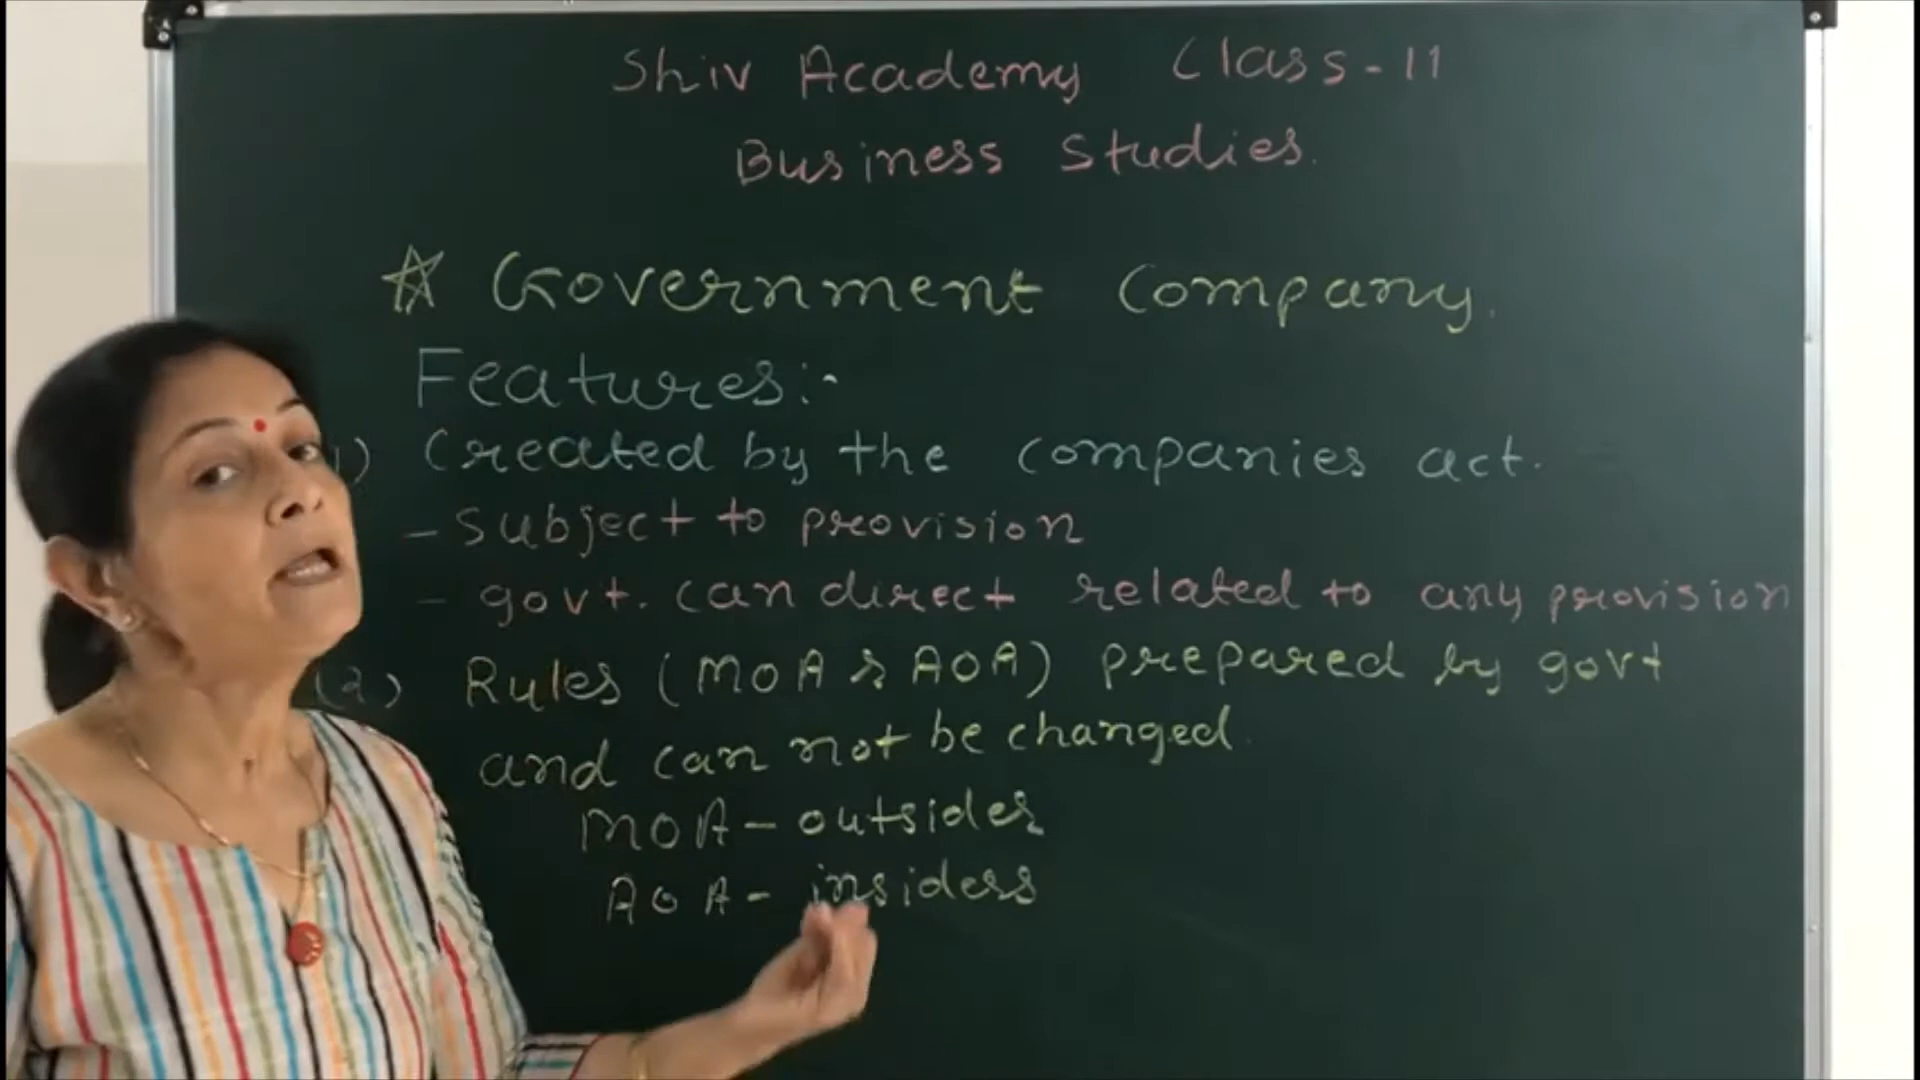 Shiv Academy Class-11
Business Studies.
☆ Government Company.
Features:-
1) Created by the companies act.
- Subject to provision
- govt. can direct related to any provision
(2) Rules (MOA & AOA) prepared by govt
and can not be changed.
MOA - outsider
AOA - insiders